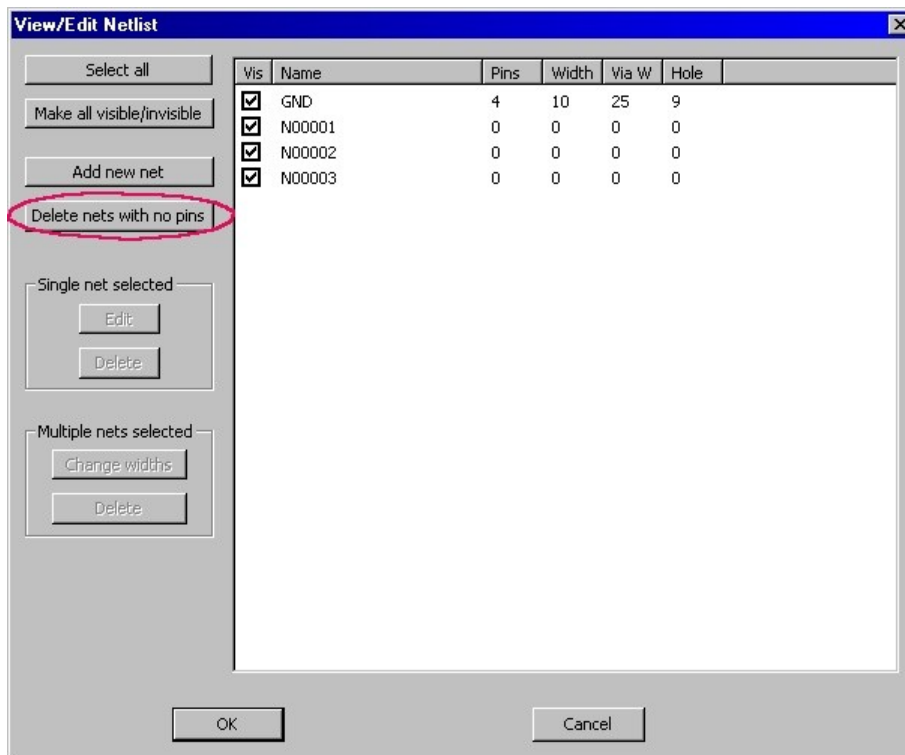 View/Edit Netlist
Select all
Make all visible/invisible
Add new net
Delete nets with no pins
Single net selected
Edit
Delete
Multiple nets selected
Change widths
Delete
Vis Name Pins Width Via W Hole
GND 4 10 25 9
N00001 0 0 0 0
N00002 0 0 0 0
N00003 0 0 0 0
OK Cancel